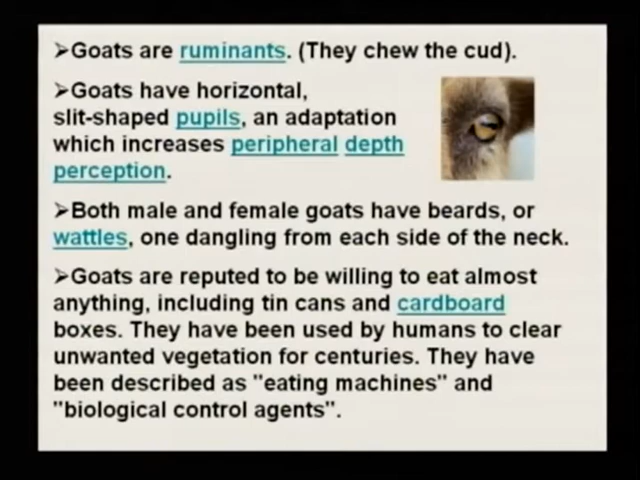 ➢Goats are ruminants. (They chew the cud).
➢Goats have horizontal,
slit-shaped pupils, an adaptation
which increases peripheral depth
perception.
➢Both male and female goats have beards, or
wattles, one dangling from each side of the neck.
➢Goats are reputed to be willing to eat almost
anything, including tin cans and cardboard
boxes. They have been used by humans to clear
unwanted vegetation for centuries. They have
been described as "eating machines" and
"biological control agents".